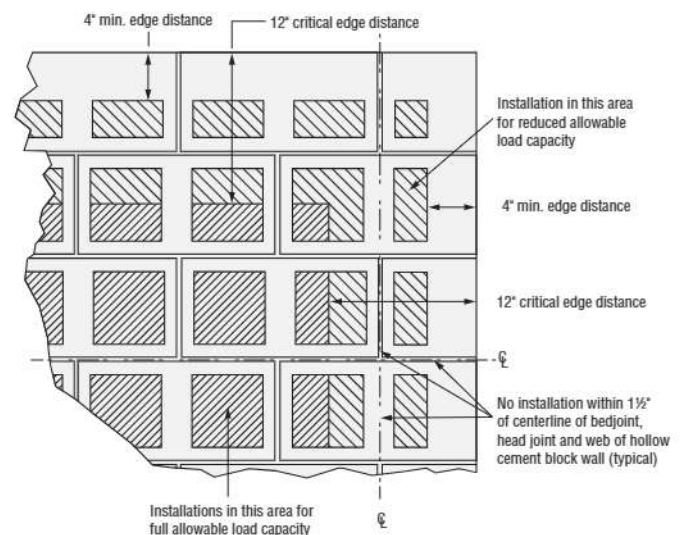 4" min. edge distance
12" critical edge distance
Installation in this area
for reduced allowable
load capacity
4" min. edge distance
12" critical edge distance
℄
No installation within 1½"
of centerline of bedjoint,
head joint and web of hollow
cement block wall (typical)
Installations in this area for
full allowable load capacity
℄